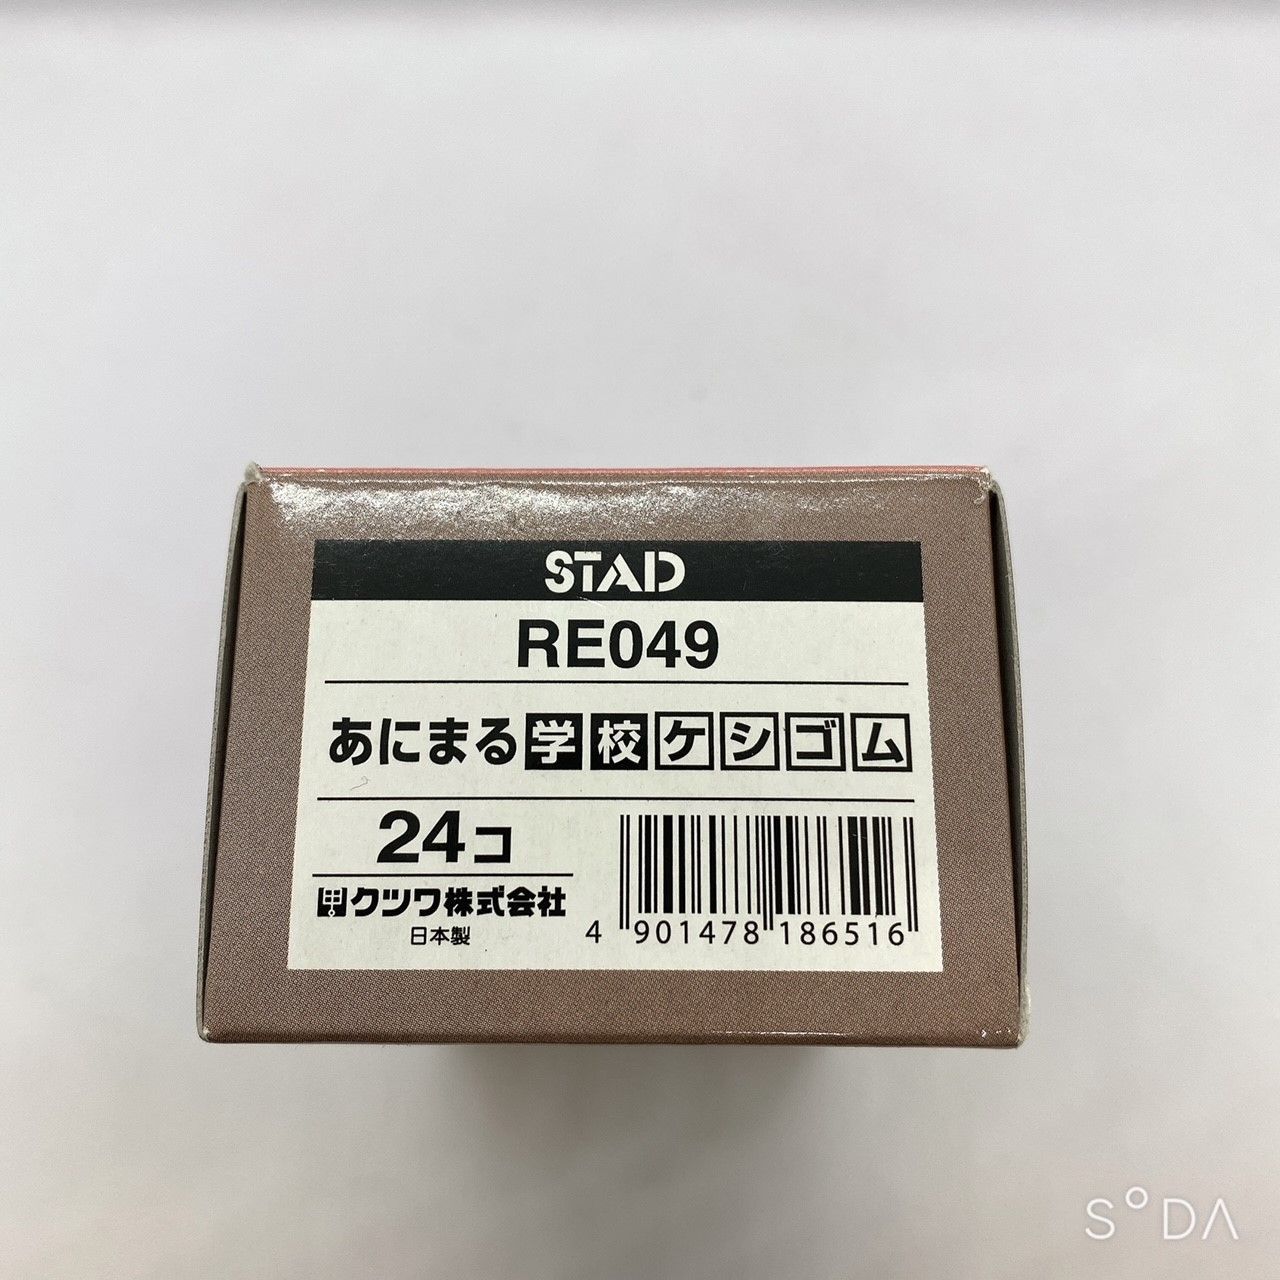 STAD
RE049
あにまる学校ケシゴム
24コ
クツワ株式会社
日本製
4 901478 186516
SODA